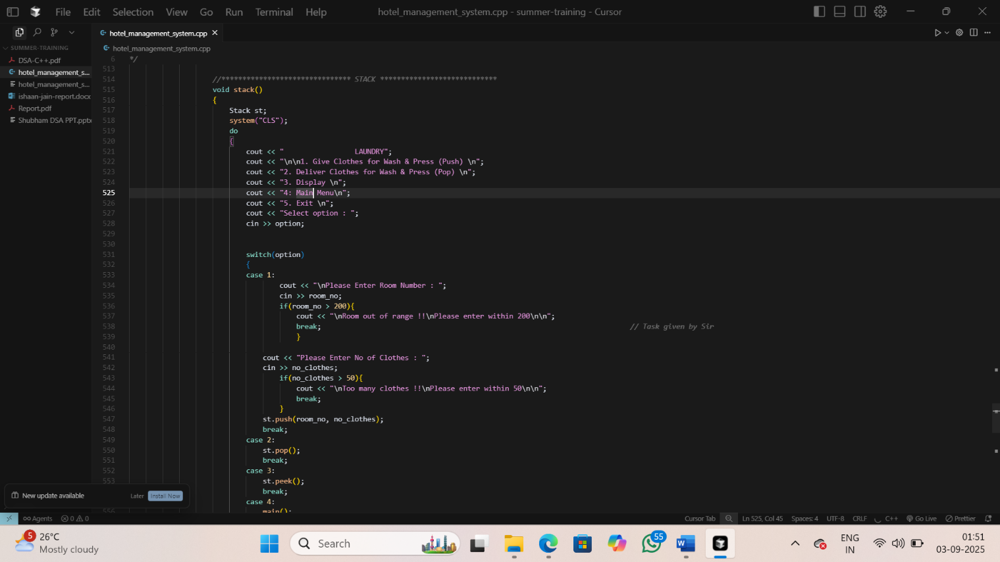 File Edit Selection View Go Run Terminal Help
hotel_management_system.cpp - summer-training - Cursor
hotel_management_system.cpp
SUMMER-TRAINING
DSA-C++.pdf
hotel_management_s...
hotel_management_s...
ishaan-jain-report.docx
Report.pdf
Shubham DSA PPT.pptx
hotel_management_system.cpp
6 */
513
514 //******************************* STACK ****************************
515 void stack()
516 {
517 Stack st;
518 system("CLS");
519 do
520 {
521 cout << "                 LAUNDRY";
522 cout << "\n\n1. Give Clothes for Wash & Press (Push) \n";
523 cout << "2. Deliver Clothes for Wash & Press (Pop) \n";
524 cout << "3. Display \n";
525 cout << "4: Main Menu\n";
526 cout << "5. Exit \n";
527 cout << "Select option : ";
528 cin >> option;
529
530
531 switch(option)
532 {
533 case 1:
534 cout << "\nPlease Enter Room Number : ";
535 cin >> room_no;
536 if(room_no > 200){
537 cout << "\nRoom out of range !!\nPlease enter within 200\n\n";
538 break; // Task given by Sir
539 }
540
541 cout << "Please Enter No of Clothes : ";
542 cin >> no_clothes;
543 if(no_clothes > 50){
544 cout << "\nToo many clothes !!\nPlease enter within 50\n\n";
545 break;
546 }
547 st.push(room_no, no_clothes);
548 break;
549 case 2:
550 st.pop();
551 break;
552 case 3:
553 st.peek();
break;
case 4:
556 main();
New update available Later Install Now
Agents 0 0 Cursor Tab Ln 525, Col 45 Spaces: 4 UTF-8 CRLF C++ Go Live Prettier
5
26°C
Mostly cloudy
Search
55
ENG
IN
01:51
03-09-2025